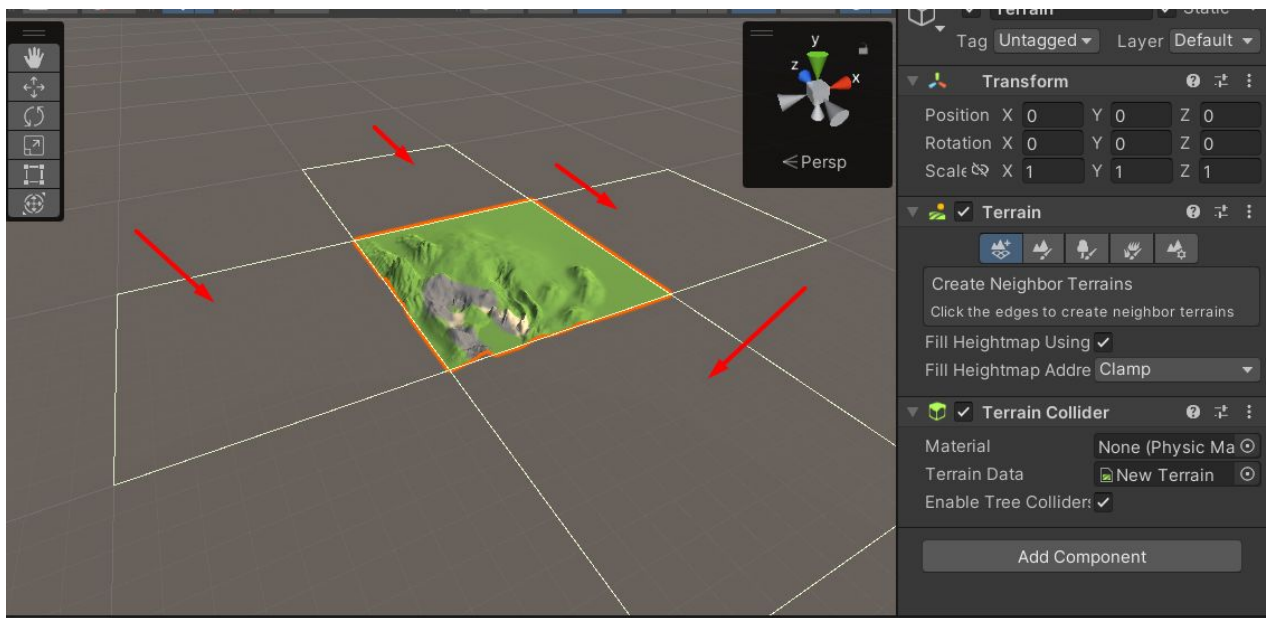 y
z
x
Persp
Terrain
Static
Tag Untagged Layer Default
Transform
Position X 0 Y 0 Z 0
Rotation X 0 Y 0 Z 0
Scale X 1 Y 1 Z 1
Terrain
Create Neighbor Terrains
Click the edges to create neighbor terrains
Fill Heightmap Using
Fill Heightmap Addre Clamp
Terrain Collider
Material None (Physic Ma
Terrain Data New Terrain
Enable Tree Colliders
Add Component